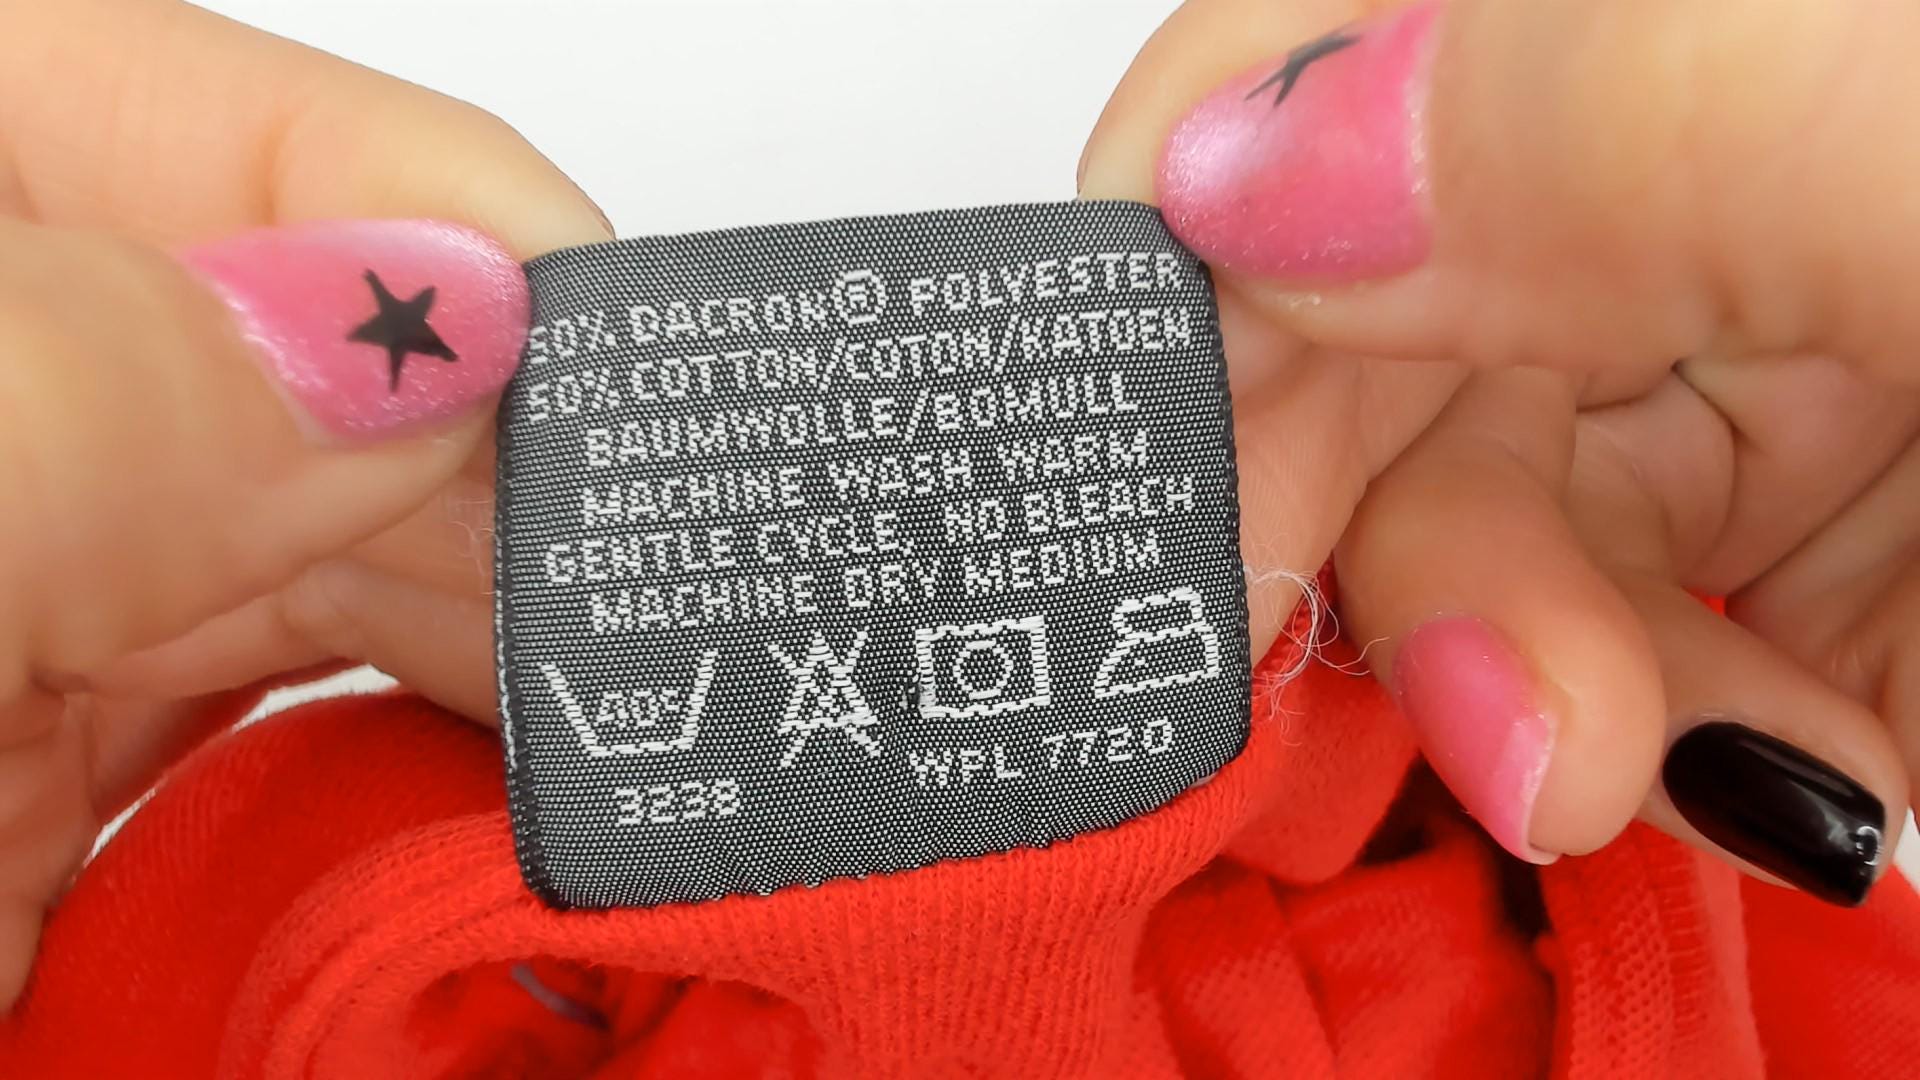 50% DACRON® POLYESTER
50% COTTON/COTON/KATOEN
BAUMWOLLE/BOMULL
MACHINE WASH WARM
GENTLE CYCLE, NO BLEACH
MACHINE DRY MEDIUM
40°
3238
WPL 7720